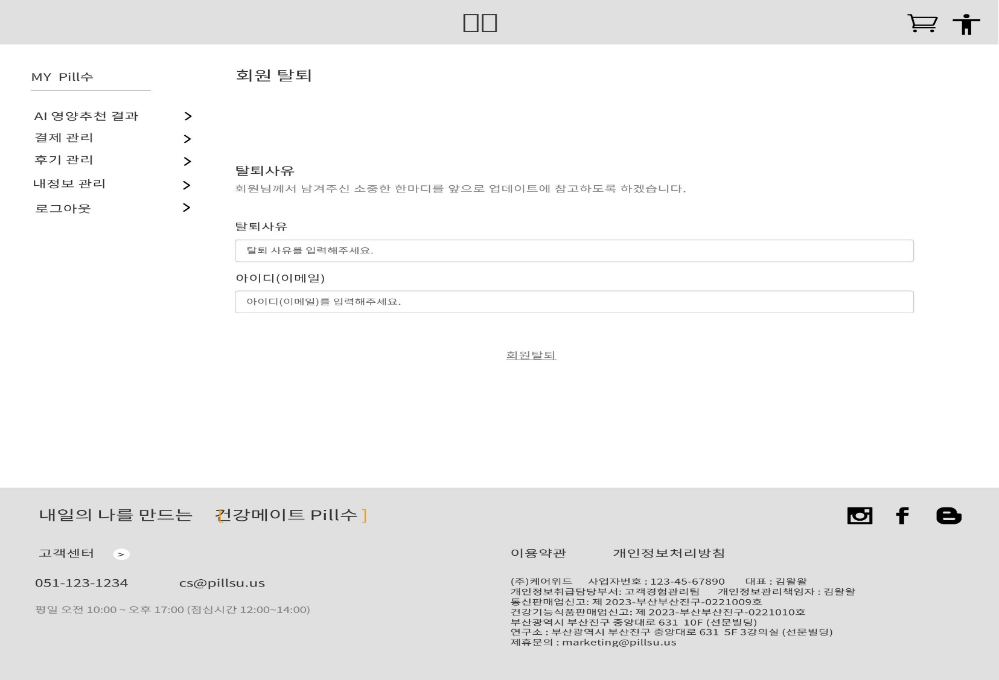 MY Pill수
회원 탈퇴
AI 영양추천 결과 >
결제 관리 >
후기 관리 >
내정보 관리 >
로그아웃 >
탈퇴사유
회원님께서 남겨주신 소중한 한마디를 앞으로 업데이트에 참고하도록 하겠습니다.
탈퇴사유
탈퇴 사유를 입력해주세요.
아이디(이메일)
아이디(이메일)를 입력해주세요.
회원탈퇴
내일의 나를 만드는 [건강메이트 Pill수]
고객센터 >
051-123-1234 cs@pillsu.us
평일 오전 10:00 ~ 오후 17:00 (점심시간 12:00~14:00)
이용약관 개인정보처리방침
(주)케어위드 사업자번호 : 123-45-67890 대표 : 김왈왈
개인정보취급담당부서: 고객경험관리팀 개인정보관리책임자 : 김왈왈
통신판매업신고: 제 2023-부산부산진구-0221009호
건강기능식품판매업신고: 제 2023-부산부산진구-0221010호
부산광역시 부산진구 중앙대로 631 10F (선문빌딩)
연구소 : 부산광역시 부산진구 중앙대로 631 5F 3강의실 (선문빌딩)
제휴문의 : marketing@pillsu.us